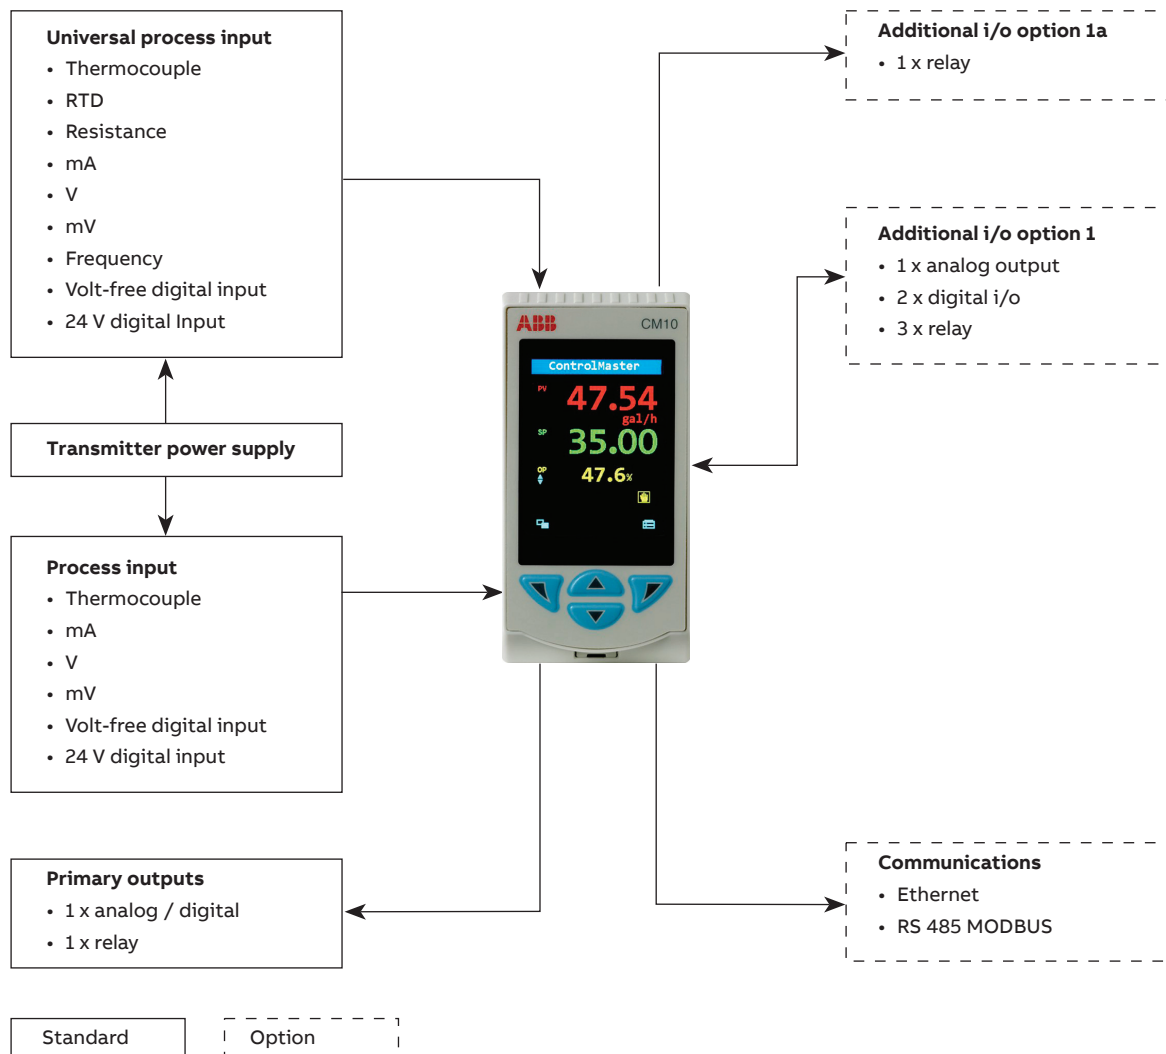 Universal process input
• Thermocouple
• RTD
• Resistance
• mA
• V
• mV
• Frequency
• Volt-free digital input
• 24 V digital Input
Transmitter power supply
Process input
• Thermocouple
• mA
• V
• mV
• Volt-free digital input
• 24 V digital input
Primary outputs
• 1 x analog / digital
• 1 x relay
Standard
Option
ABB
CM10
ControlMaster
PV
47.54
gal/h
SP
35.00
OP
47.6%
Additional i/o option 1a
• 1 x relay
Additional i/o option 1
• 1 x analog output
• 2 x digital i/o
• 3 x relay
Communications
• Ethernet
• RS 485 MODBUS